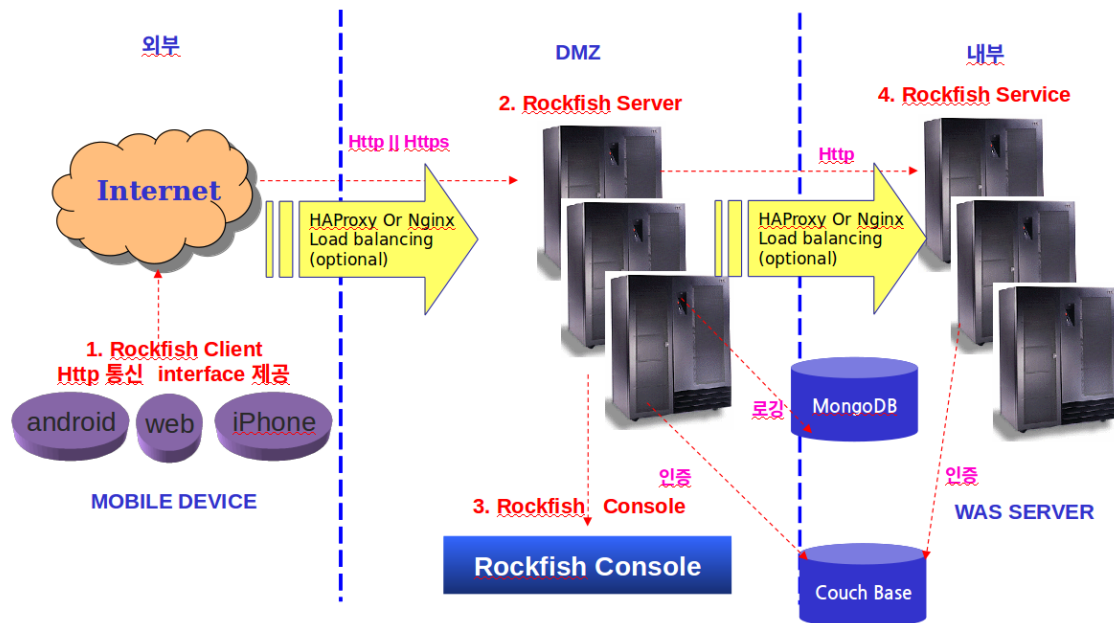 외부
DMZ
내부
2. Rockfish Server
4. Rockfish Service
Http || Https
Http
Internet
HAProxy Or Nginx
Load balancing
(optional)
HAProxy Or Nginx
Load balancing
(optional)
1. Rockfish Client
Http 통신 interface 제공
android
web
iPhone
MOBILE DEVICE
로깅
MongoDB
인증
인증
3. Rockfish Console
WAS SERVER
Rockfish Console
Couch Base